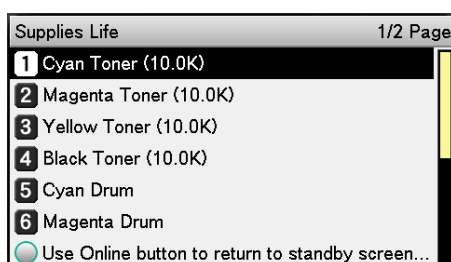 Supplies Life 1/2 Page
1 Cyan Toner (10.0K)
2 Magenta Toner (10.0K)
3 Yellow Toner (10.0K)
4 Black Toner (10.0K)
5 Cyan Drum
6 Magenta Drum
Use Online button to return to standby screen...